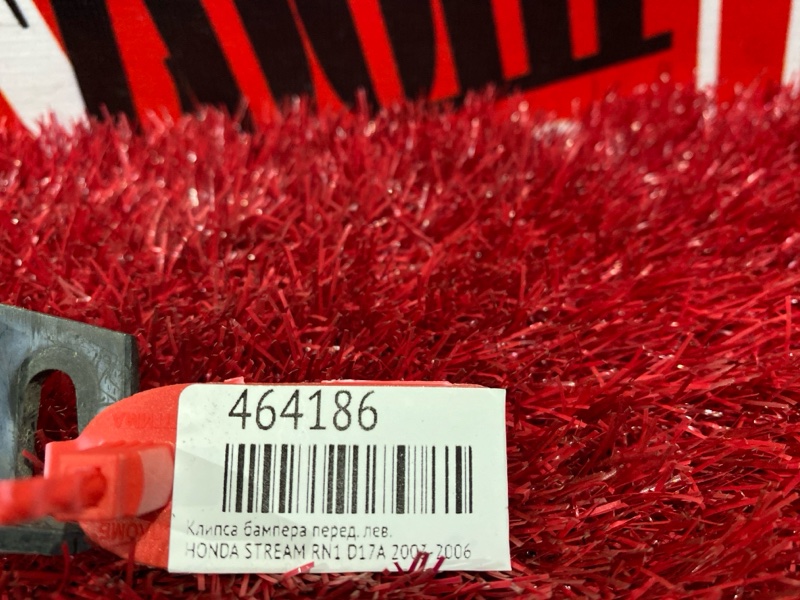 464186
Клипса бампера перед. лев.
HONDA STREAM RN1 D17A 2003-2006